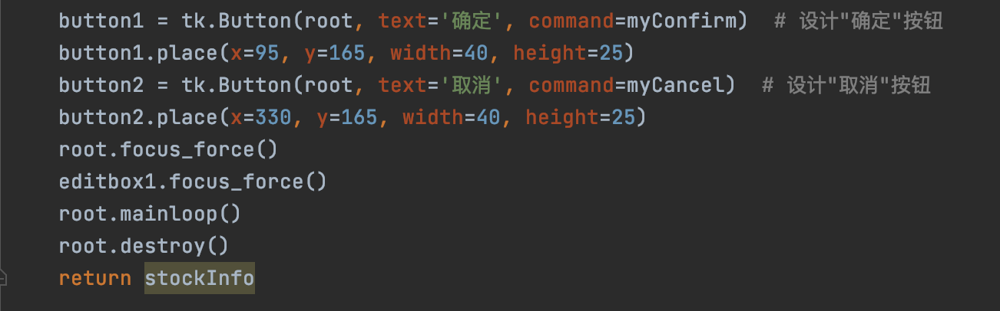 button1 = tk.Button(root, text='确定', command=myConfirm)  # 设计"确定"按钮
button1.place(x=95, y=165, width=40, height=25)
button2 = tk.Button(root, text='取消', command=myCancel)  # 设计"取消"按钮
button2.place(x=330, y=165, width=40, height=25)
root.focus_force()
editbox1.focus_force()
root.mainloop()
root.destroy()
return stockInfo